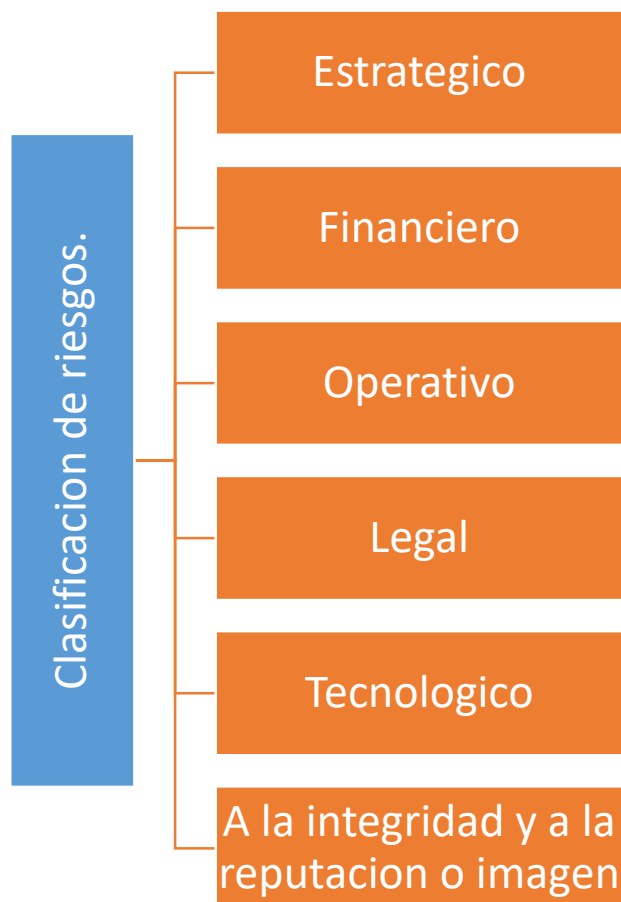 Clasificacion de riesgos.
Estrategico
Financiero
Operativo
Legal
Tecnologico
A la integridad y a la
reputacion o imagen